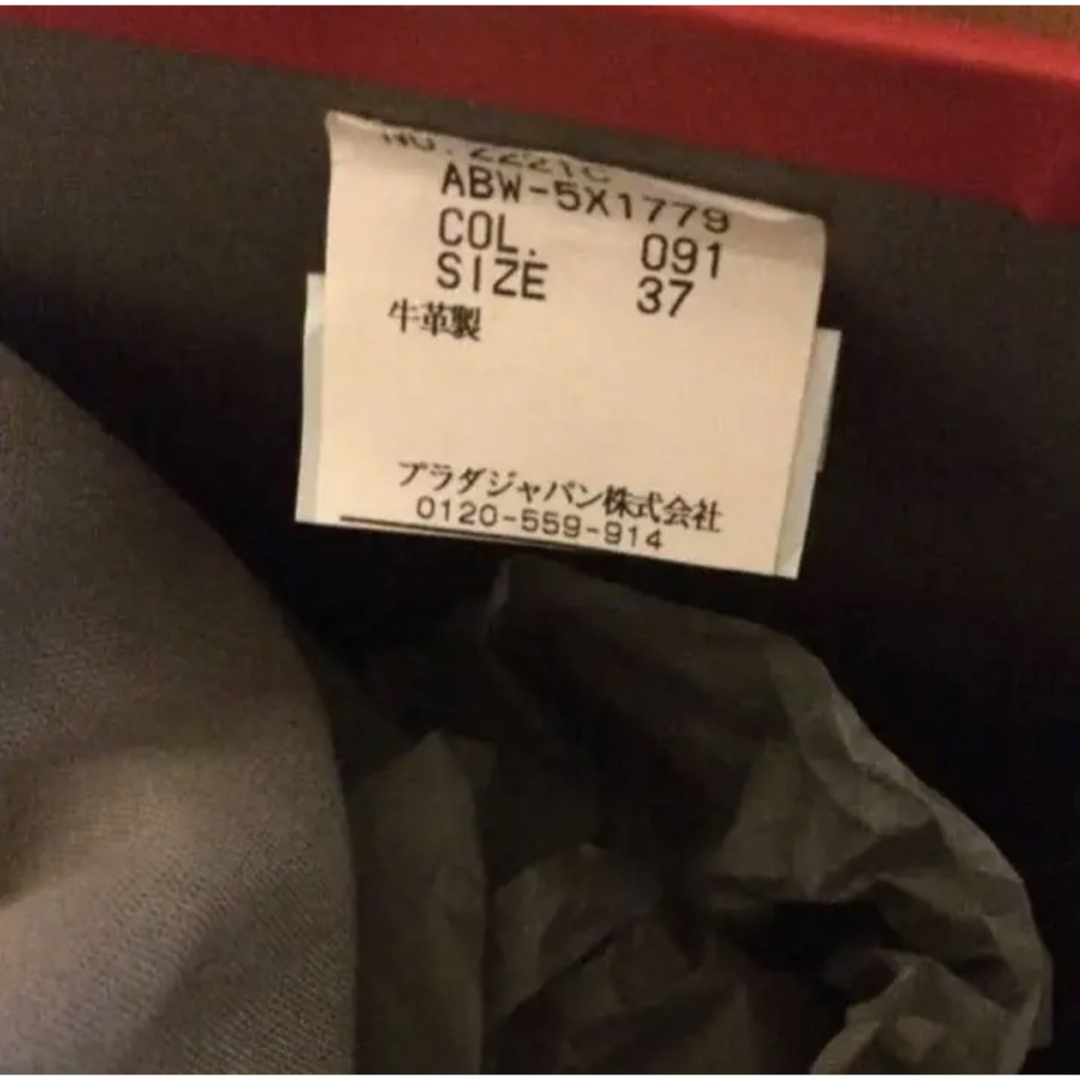 ABW-5X1779
COL. 091
SIZE 37
牛革製
プラダジャパン株式会社
0120-559-914